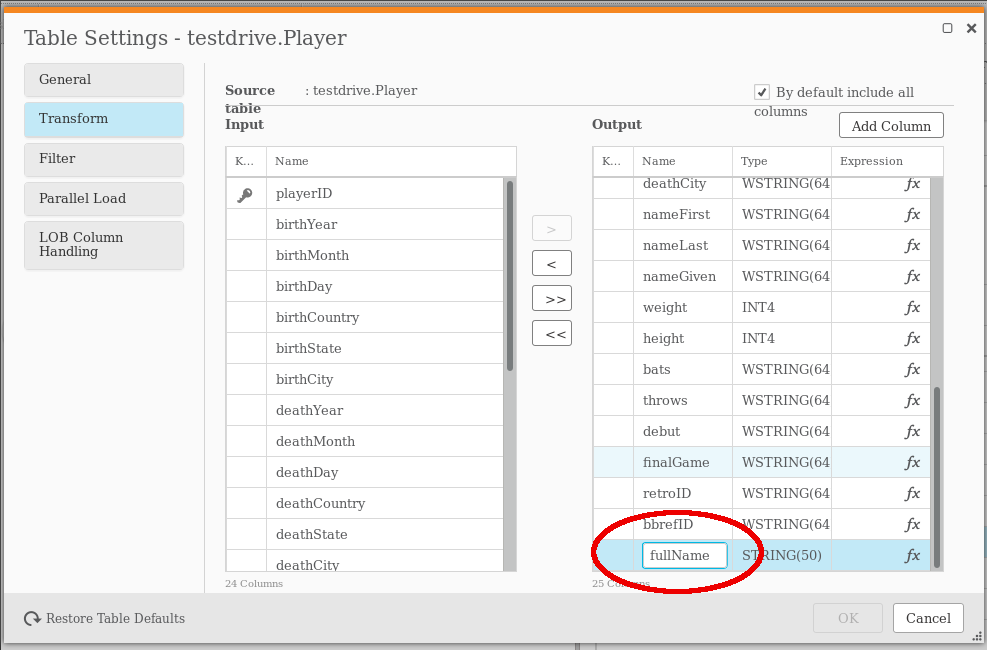 Table Settings - testdrive.Player
General
Transform
Filter
Parallel Load
LOB Column
Handling
Source
table
: testdrive.Player
By default include all
columns
Input
K...
Name
playerID
birthYear
birthMonth
birthDay
birthCountry
birthState
birthCity
deathYear
deathMonth
deathDay
deathCountry
deathState
deathCity
24 Columns
>
<
>>
<<
Output
Add Column
K... Name Type Expression
deathCity WSTRING(64 fx
nameFirst WSTRING(64 fx
nameLast WSTRING(64 fx
nameGiven WSTRING(64 fx
weight INT4 fx
height INT4 fx
bats WSTRING(64 fx
throws WSTRING(64 fx
debut WSTRING(64 fx
finalGame WSTRING(64 fx
retroID WSTRING(64 fx
bbrefID WSTRING(64 fx
fullName STRING(50) fx
25 Columns
Restore Table Defaults
OK
Cancel